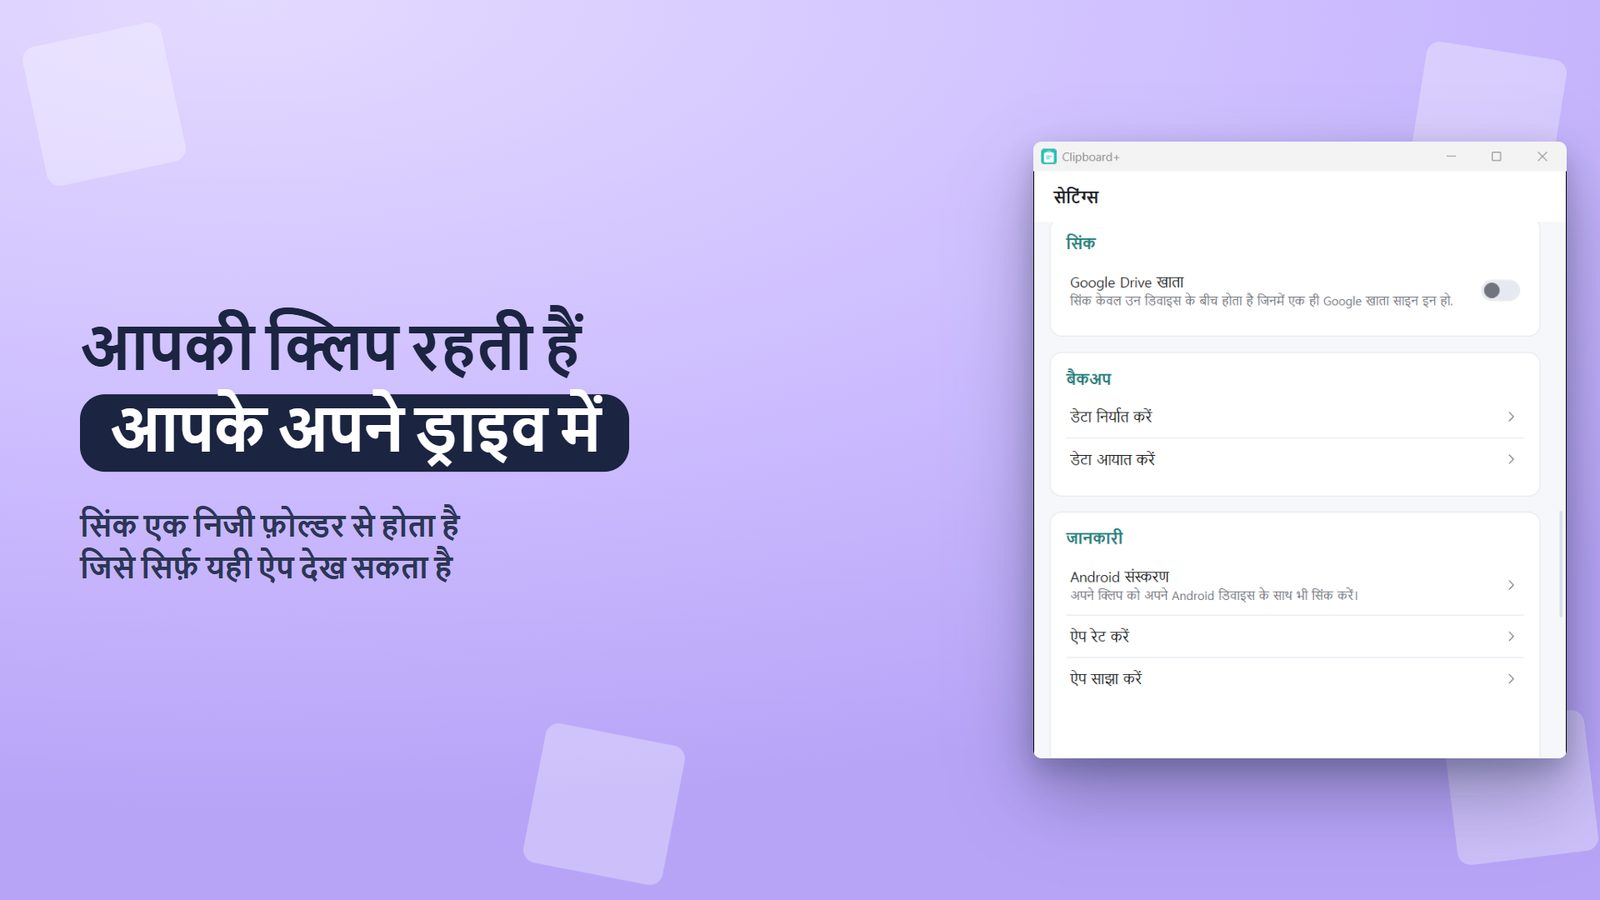 आपकी क्लिप रहती हैं
आपके अपने ड्राइव में
सिंक एक निजी फ़ोल्डर से होता है
जिसे सिर्फ़ यही ऐप देख सकता है
Clipboard+
सेटिंग्स
सिंक
Google Drive खाता
सिंक केवल उन डिवाइस के बीच होता है जिनमें एक ही Google खाता साइन इन हो.
बैकअप
डेटा निर्यात करें
डेटा आयात करें
जानकारी
Android संस्करण
अपने क्लिप को अपने Android डिवाइस के साथ भी सिंक करें।
ऐप रेट करें
ऐप साझा करें